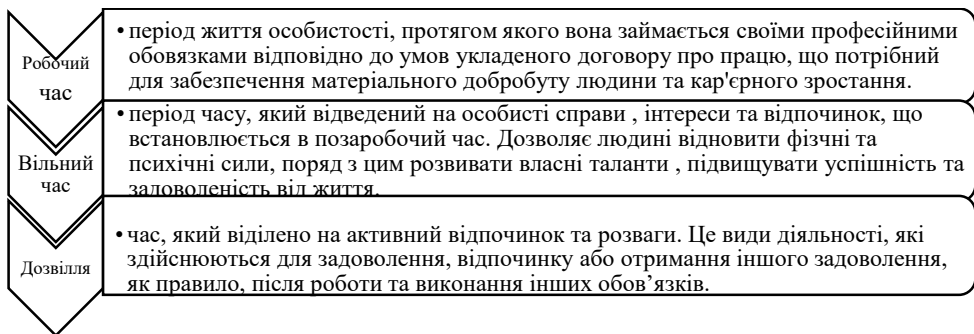 Робочий
час
• період життя особистості, протягом якого вона займається своїми професійними
обовязками відповідно до умов укладеного договору про працю, що потрібний
для забезпечення матеріального добробуту людини та кар'єрного зростання.
Вільний
час
• період часу, який відведений на особисті справи , інтереси та відпочинок, що
встановлюється в позаробочий час. Дозволяє людині відновити фізичні та
психічні сили, поряд з цим розвивати власні таланти , підвищувати успішність та
задоволеність від життя.
Дозвілля
• час, який віділено на активний відпочинок та розваги. Це види діяльності, які
здійснюються для задоволення, відпочинку або отримання іншого задоволення,
як правило, після роботи та виконання інших обов’язків.